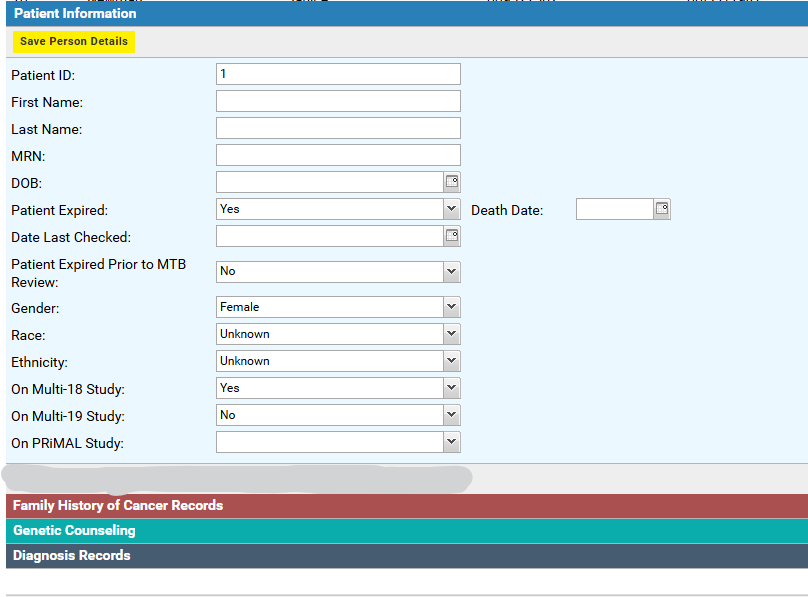 Patient Information
Save Person Details
Patient ID: 1
First Name:
Last Name:
MRN:
DOB:
Patient Expired: Yes Death Date:
Date Last Checked:
Patient Expired Prior to MTB
Review: No
Gender: Female
Race: Unknown
Ethnicity: Unknown
On Multi-18 Study: Yes
On Multi-19 Study: No
On PRiMAL Study:
Family History of Cancer Records
Genetic Counseling
Diagnosis Records